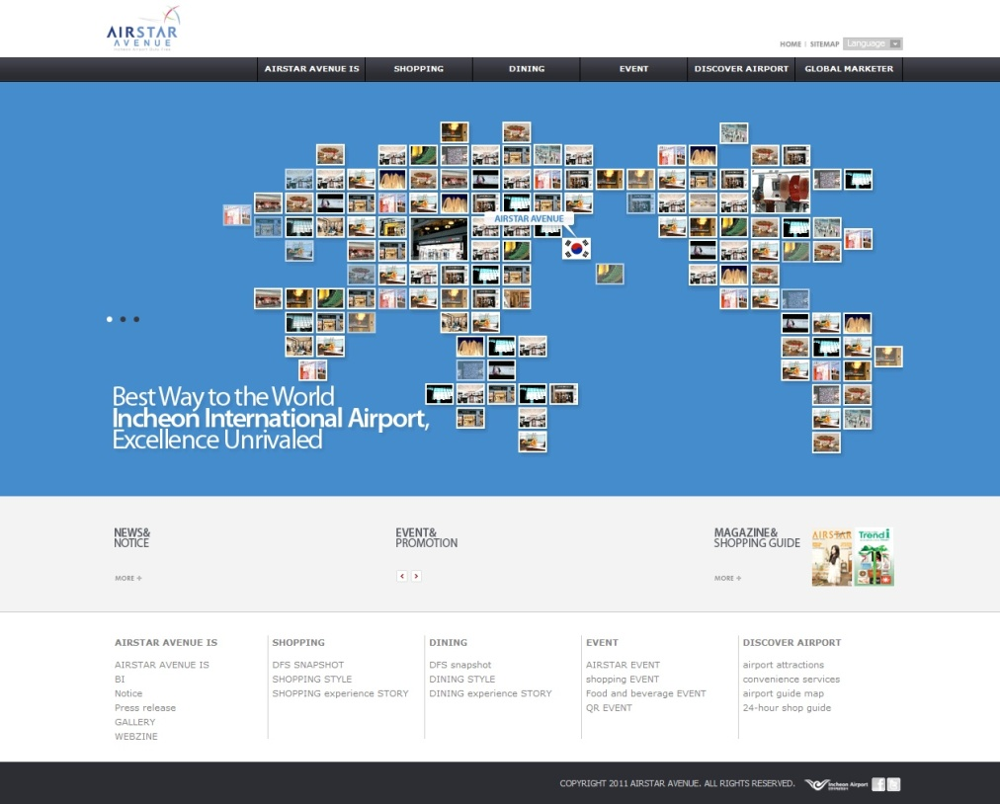 AIRSTAR
AVENUE
HOME | SITEMAP
Language
AIRSTAR AVENUE IS
SHOPPING
DINING
EVENT
DISCOVER AIRPORT
GLOBAL MARKETER
AIRSTAR AVENUE
Best Way to the World
Incheon International Airport,
Excellence Unrivaled
NEWS&
NOTICE
MORE +
EVENT&
PROMOTION
MAGAZINE&
SHOPPING GUIDE
MORE +
AIRSTAR
Trend i
AIRSTAR AVENUE IS
AIRSTAR AVENUE IS
BI
Notice
Press release
GALLERY
WEBZINE
SHOPPING
DFS SNAPSHOT
SHOPPING STYLE
SHOPPING experience STORY
DINING
DFS snapshot
DINING STYLE
DINING experience STORY
EVENT
AIRSTAR EVENT
shopping EVENT
Food and beverage EVENT
QR EVENT
DISCOVER AIRPORT
airport attractions
convenience services
airport guide map
24-hour shop guide
COPYRIGHT 2011 AIRSTAR AVENUE. ALL RIGHTS RESERVED.
Incheon Airport